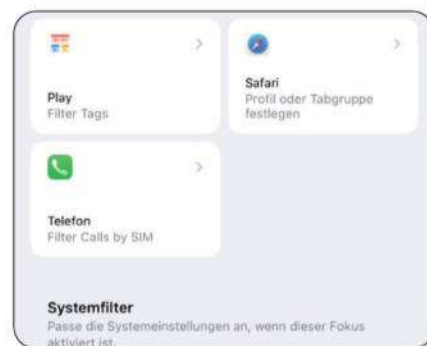 Play
Filter Tags
Safari
Profil oder Tabgruppe
festlegen
Telefon
Filter Calls by SIM
Systemfilter
Passe die Systemeinstellungen an, wenn dieser Fokus
aktiviert ist.